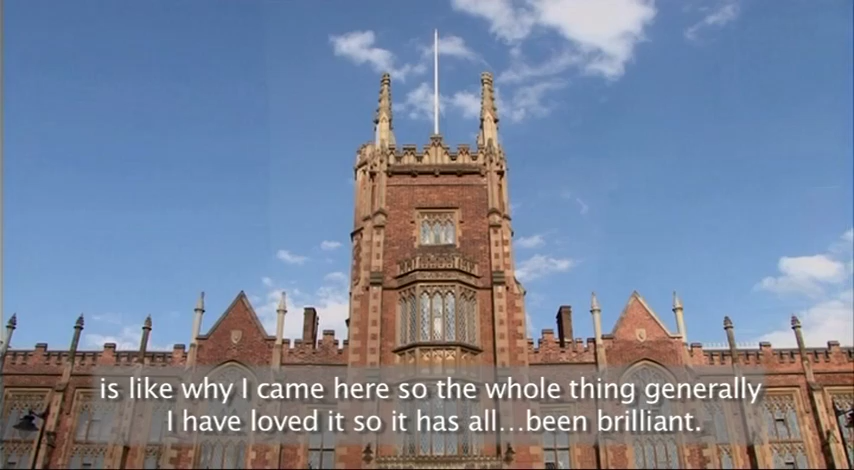 is like why I came here so the whole thing generally
I have loved it so it has all...been brilliant.